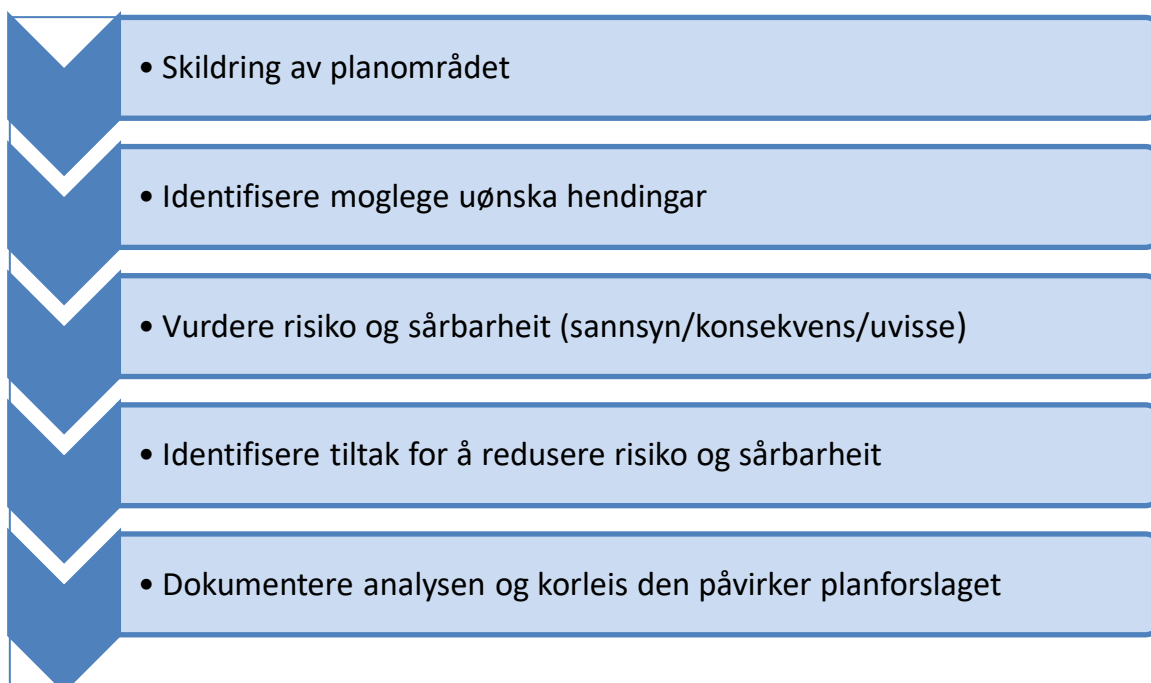 • Skildring av planområdet
• Identifisere moglege uønska hendingar
• Vurdere risiko og sårbarheit (sannsyn/konsekvens/uvisse)
• Identifisere tiltak for å redusere risiko og sårbarheit
• Dokumentere analysen og korleis den påvirker planforslaget